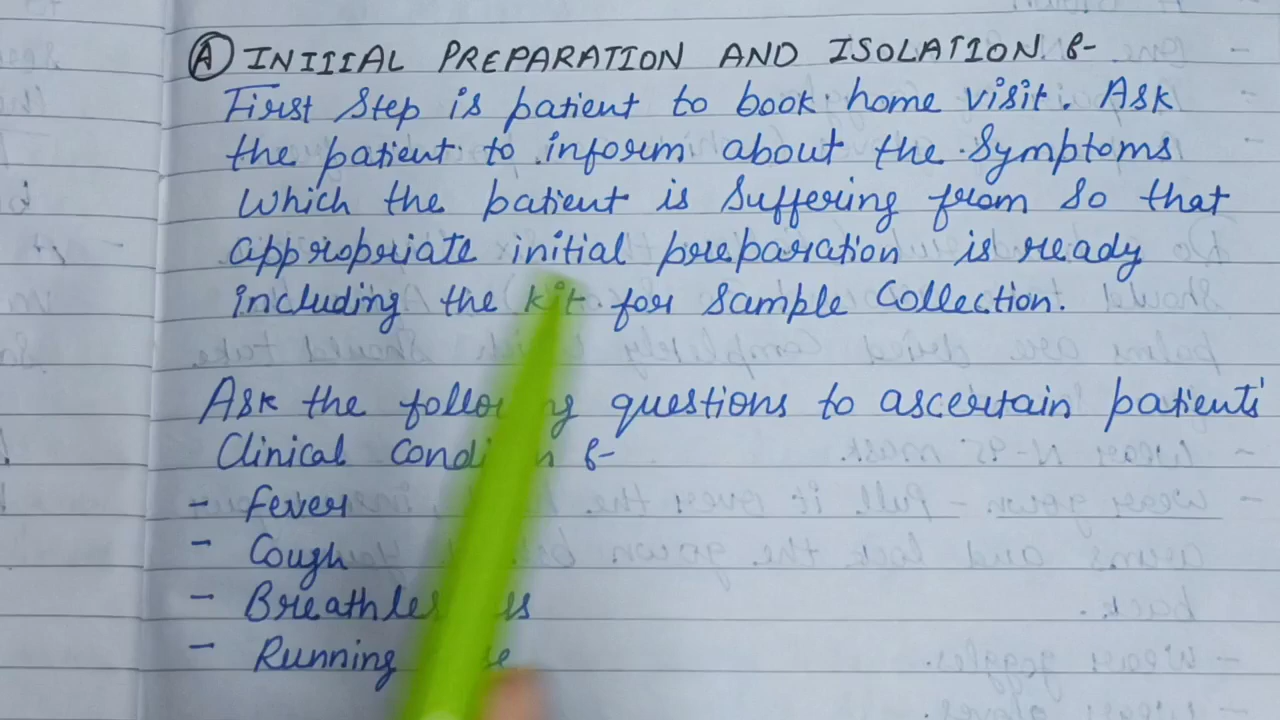 Ⓐ INITIAL PREPARATION AND ISOLATION :-
First Step is patient to book home visit. Ask
the patient to inform about the Symptoms
Which the patient is Suffering from So that
appropriate initial preparation is ready
including the kit for Sample Collection.
Ask the following questions to ascertain patients'
Clinical :-
- Fever
- Cough
-
- Running